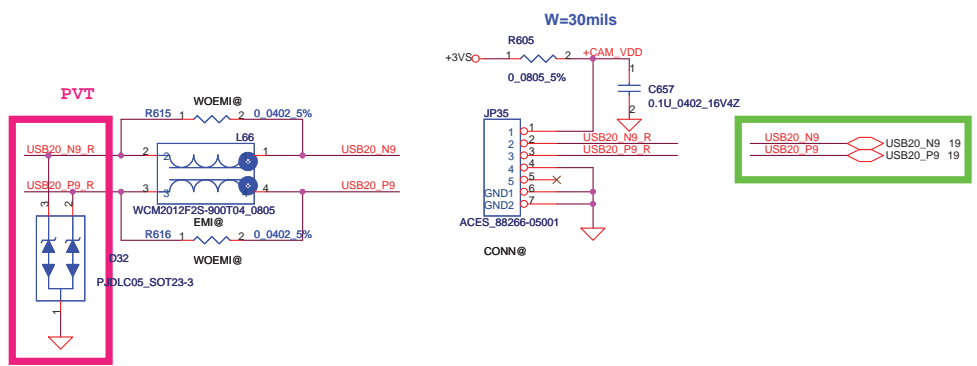 W=30mils
R605
+3VS 1 2 +CAM_VDD
0_0805_5%
1
C657
0.1U_0402_16V4Z
2
PVT
WOEMI@
R615 1 2 0_0402_5%
L66
USB20_N9_R 2 2 1 USB20_N9
USB20_P9_R 3 3 4 USB20_P9
WCM2012F2S-900T04_0805
EMI@
R616 1 2 0_0402_5%
WOEMI@
3 2
D32
PJDLC05_SOT23-3
1
JP35
1 1
2 2 USB20_N9_R
3 3 USB20_P9_R
4 4
5 5
GND1 6
GND2 7
ACES_88266-05001
CONN@
USB20_N9 USB20_N9 19
USB20_P9 USB20_P9 19